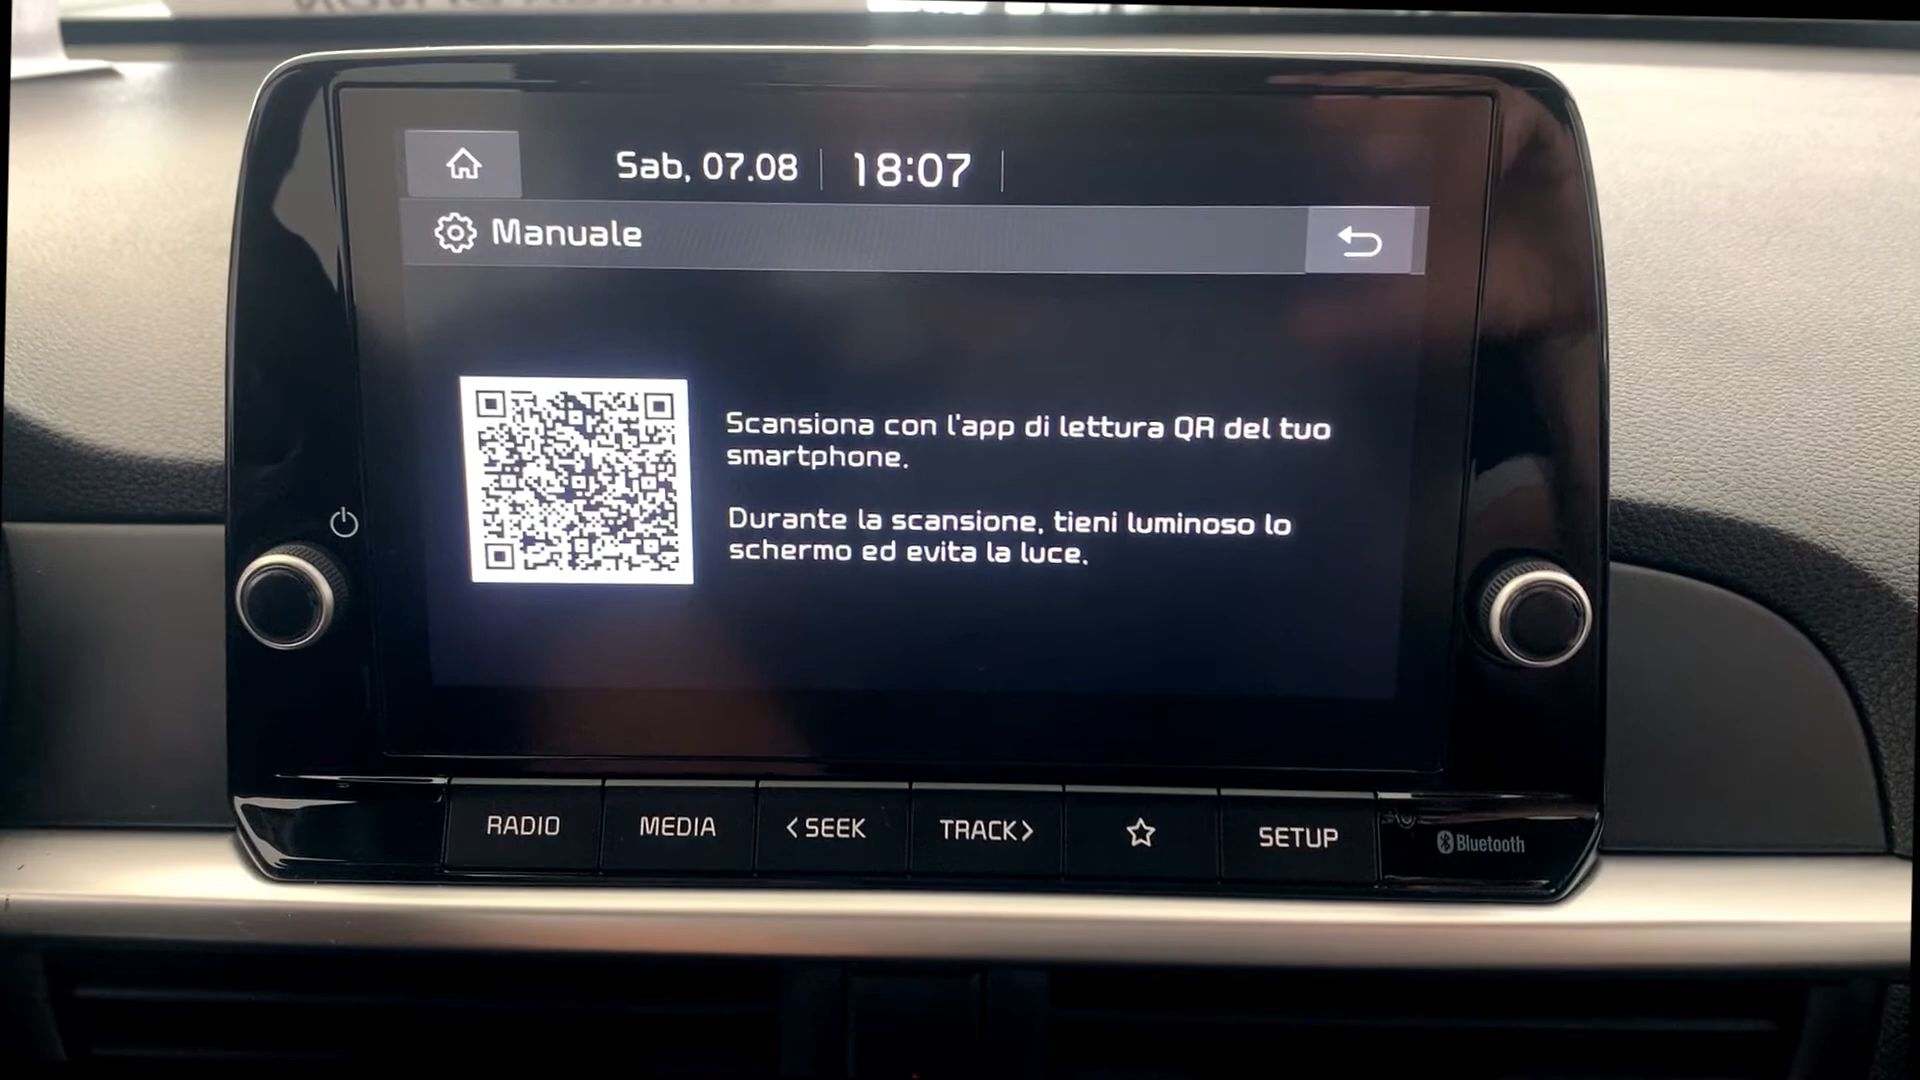 Sab, 07.08
18:07
Manuale
Scansiona con l'app di lettura QR del tuo
smartphone.
Durante la scansione, tieni luminoso lo
schermo ed evita la luce.
RADIO
MEDIA
<SEEK
TRACK>
SETUP
Bluetooth